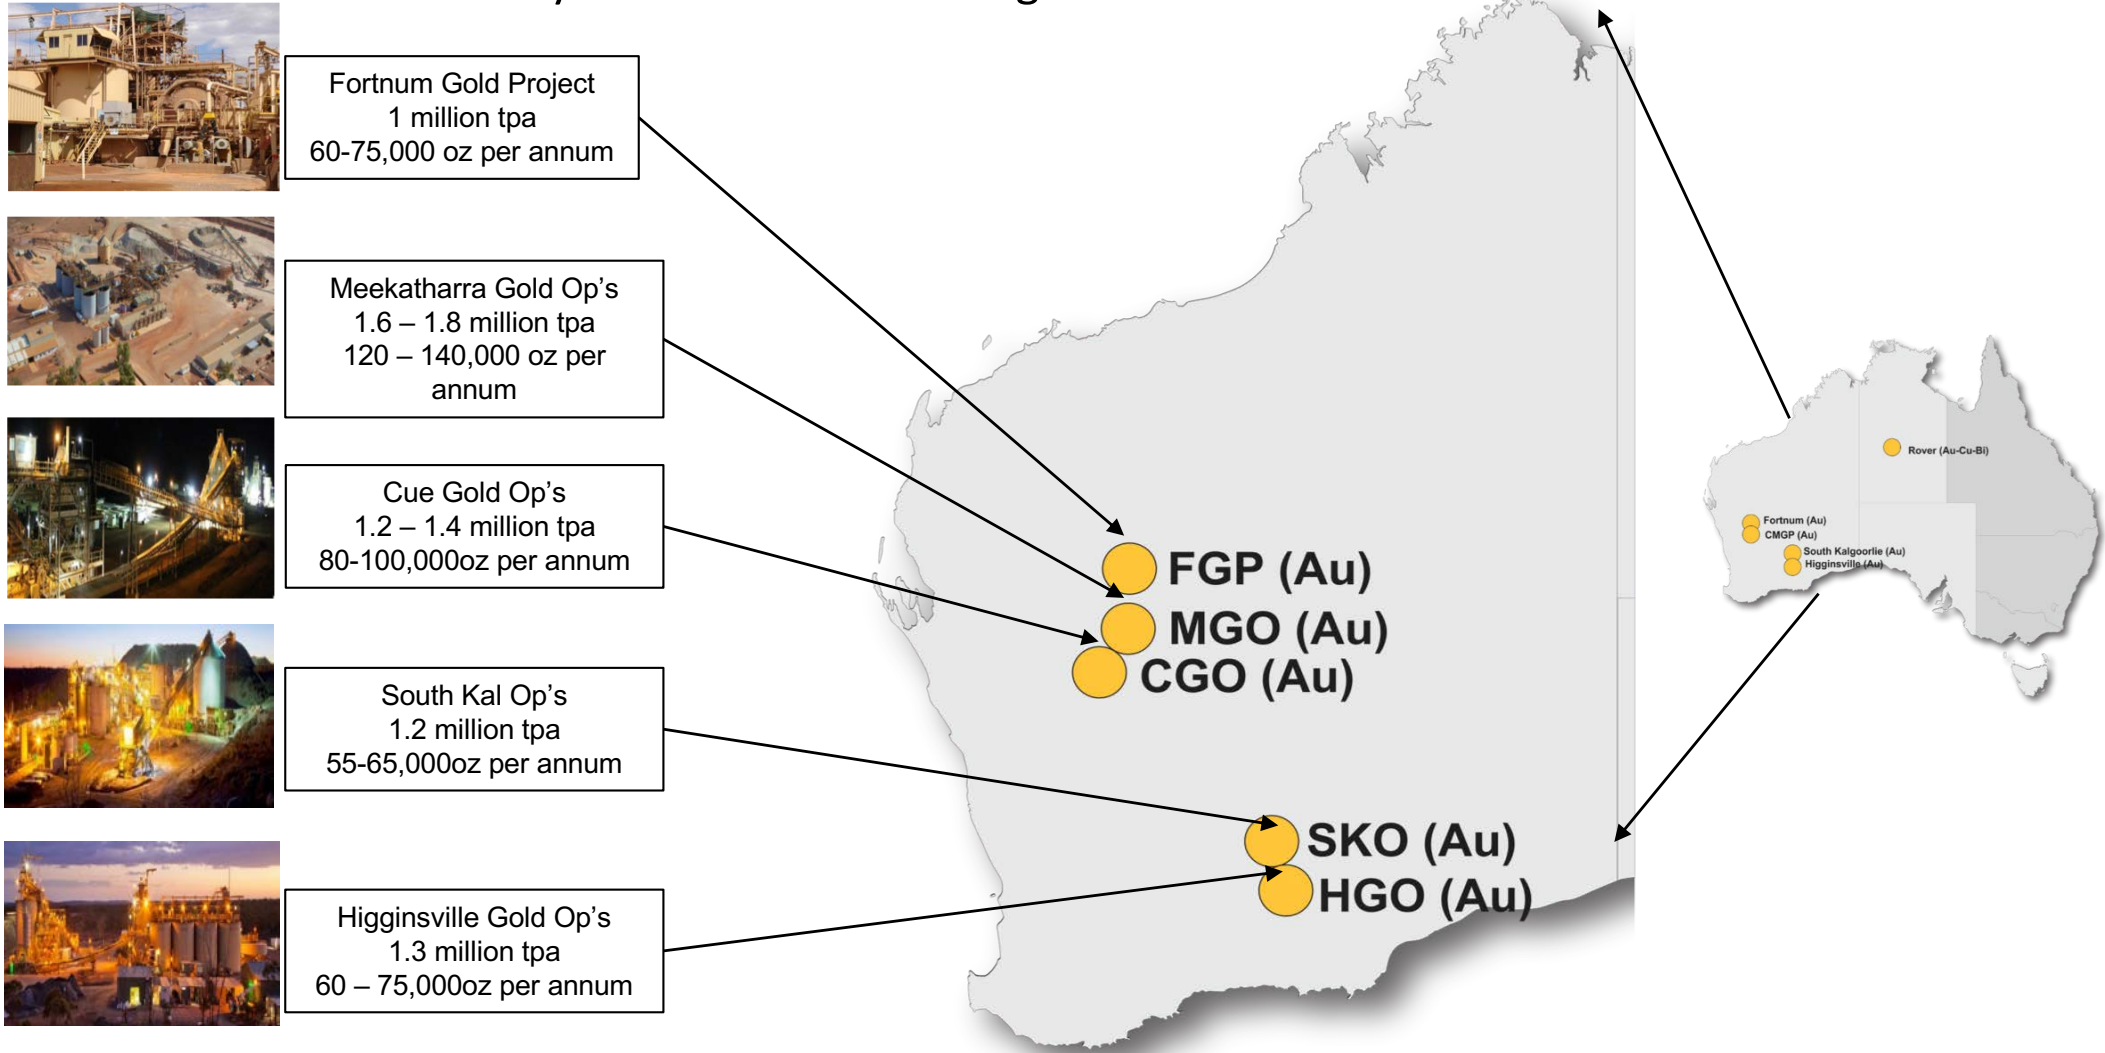 Fortnum Gold Project
1 million tpa
60-75,000 oz per annum
Meekatharra Gold Op’s
1.6 – 1.8 million tpa
120 – 140,000 oz per
annum
Cue Gold Op’s
1.2 – 1.4 million tpa
80-100,000oz per annum
South Kal Op’s
1.2 million tpa
55-65,000oz per annum
Higginsville Gold Op’s
1.3 million tpa
60 – 75,000oz per annum
FGP (Au)
MGO (Au)
CGO (Au)
SKO (Au)
HGO (Au)
Rover (Au-Cu-Bi)
Fortnum (Au)
CMGP (Au)
South Kalgoorlie (Au)
Higginsville (Au)